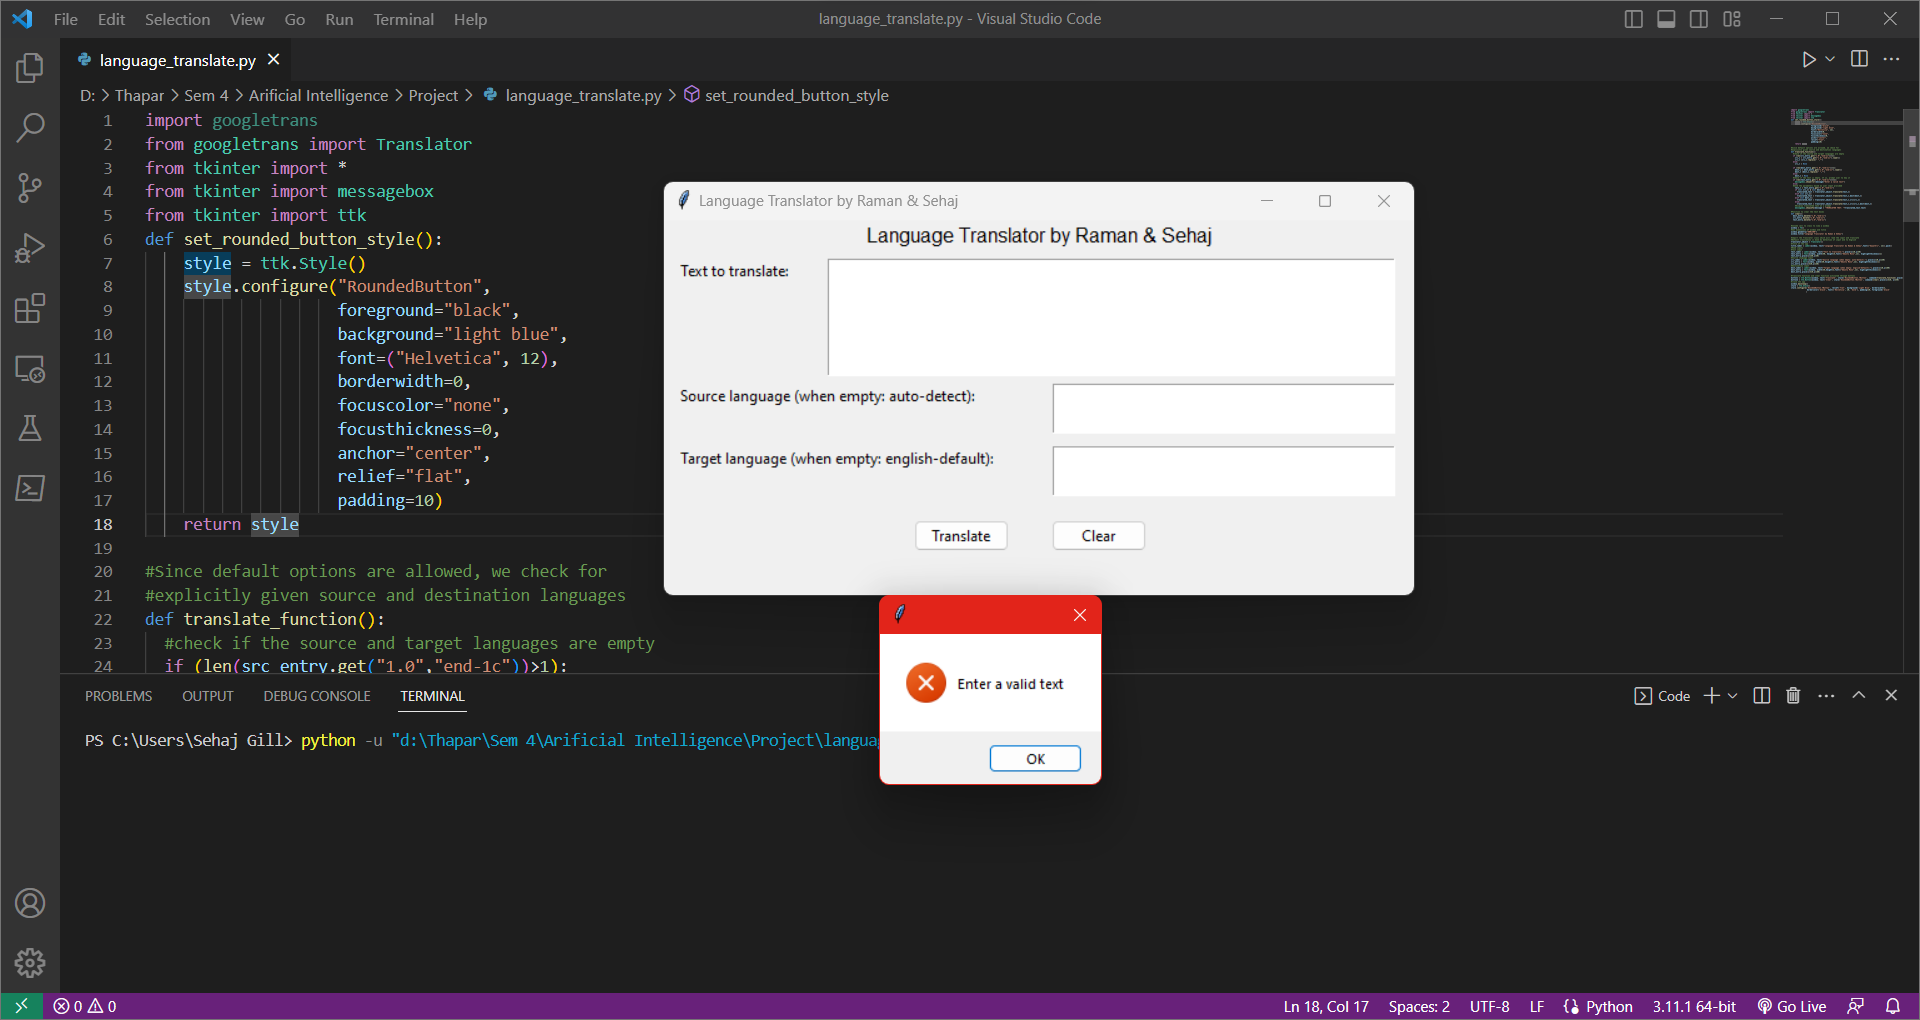 File Edit Selection View Go Run Terminal Help
language_translate.py - Visual Studio Code
language_translate.py
D: > Thapar > Sem 4 > Arificial Intelligence > Project > language_translate.py > set_rounded_button_style
1 import googletrans
2 from googletrans import Translator
3 from tkinter import *
4 from tkinter import messagebox
5 from tkinter import ttk
6 def set_rounded_button_style():
7 style = ttk.Style()
8 style.configure("RoundedButton",
9 foreground="black",
10 background="light blue",
11 font=("Helvetica", 12),
12 borderwidth=0,
13 focuscolor="none",
14 focusthickness=0,
15 anchor="center",
16 relief="flat",
17 padding=10)
18 return style
19
20 #Since default options are allowed, we check for
21 #explicitly given source and destination languages
22 def translate_function():
23 #check if the source and target languages are empty
24 if (len(src_entry.get("1.0","end-1c"))>1):
Language Translator by Raman & Sehaj
Language Translator by Raman & Sehaj
Text to translate:
Source language (when empty: auto-detect):
Target language (when empty: english-default):
Translate Clear
Enter a valid text
OK
PROBLEMS OUTPUT DEBUG CONSOLE TERMINAL
Code
PS C:\Users\Sehaj Gill> python -u "d:\Thapar\Sem 4\Arificial Intelligence\Project\langua
0 0
Ln 18, Col 17 Spaces: 2 UTF-8 LF Python 3.11.1 64-bit Go Live